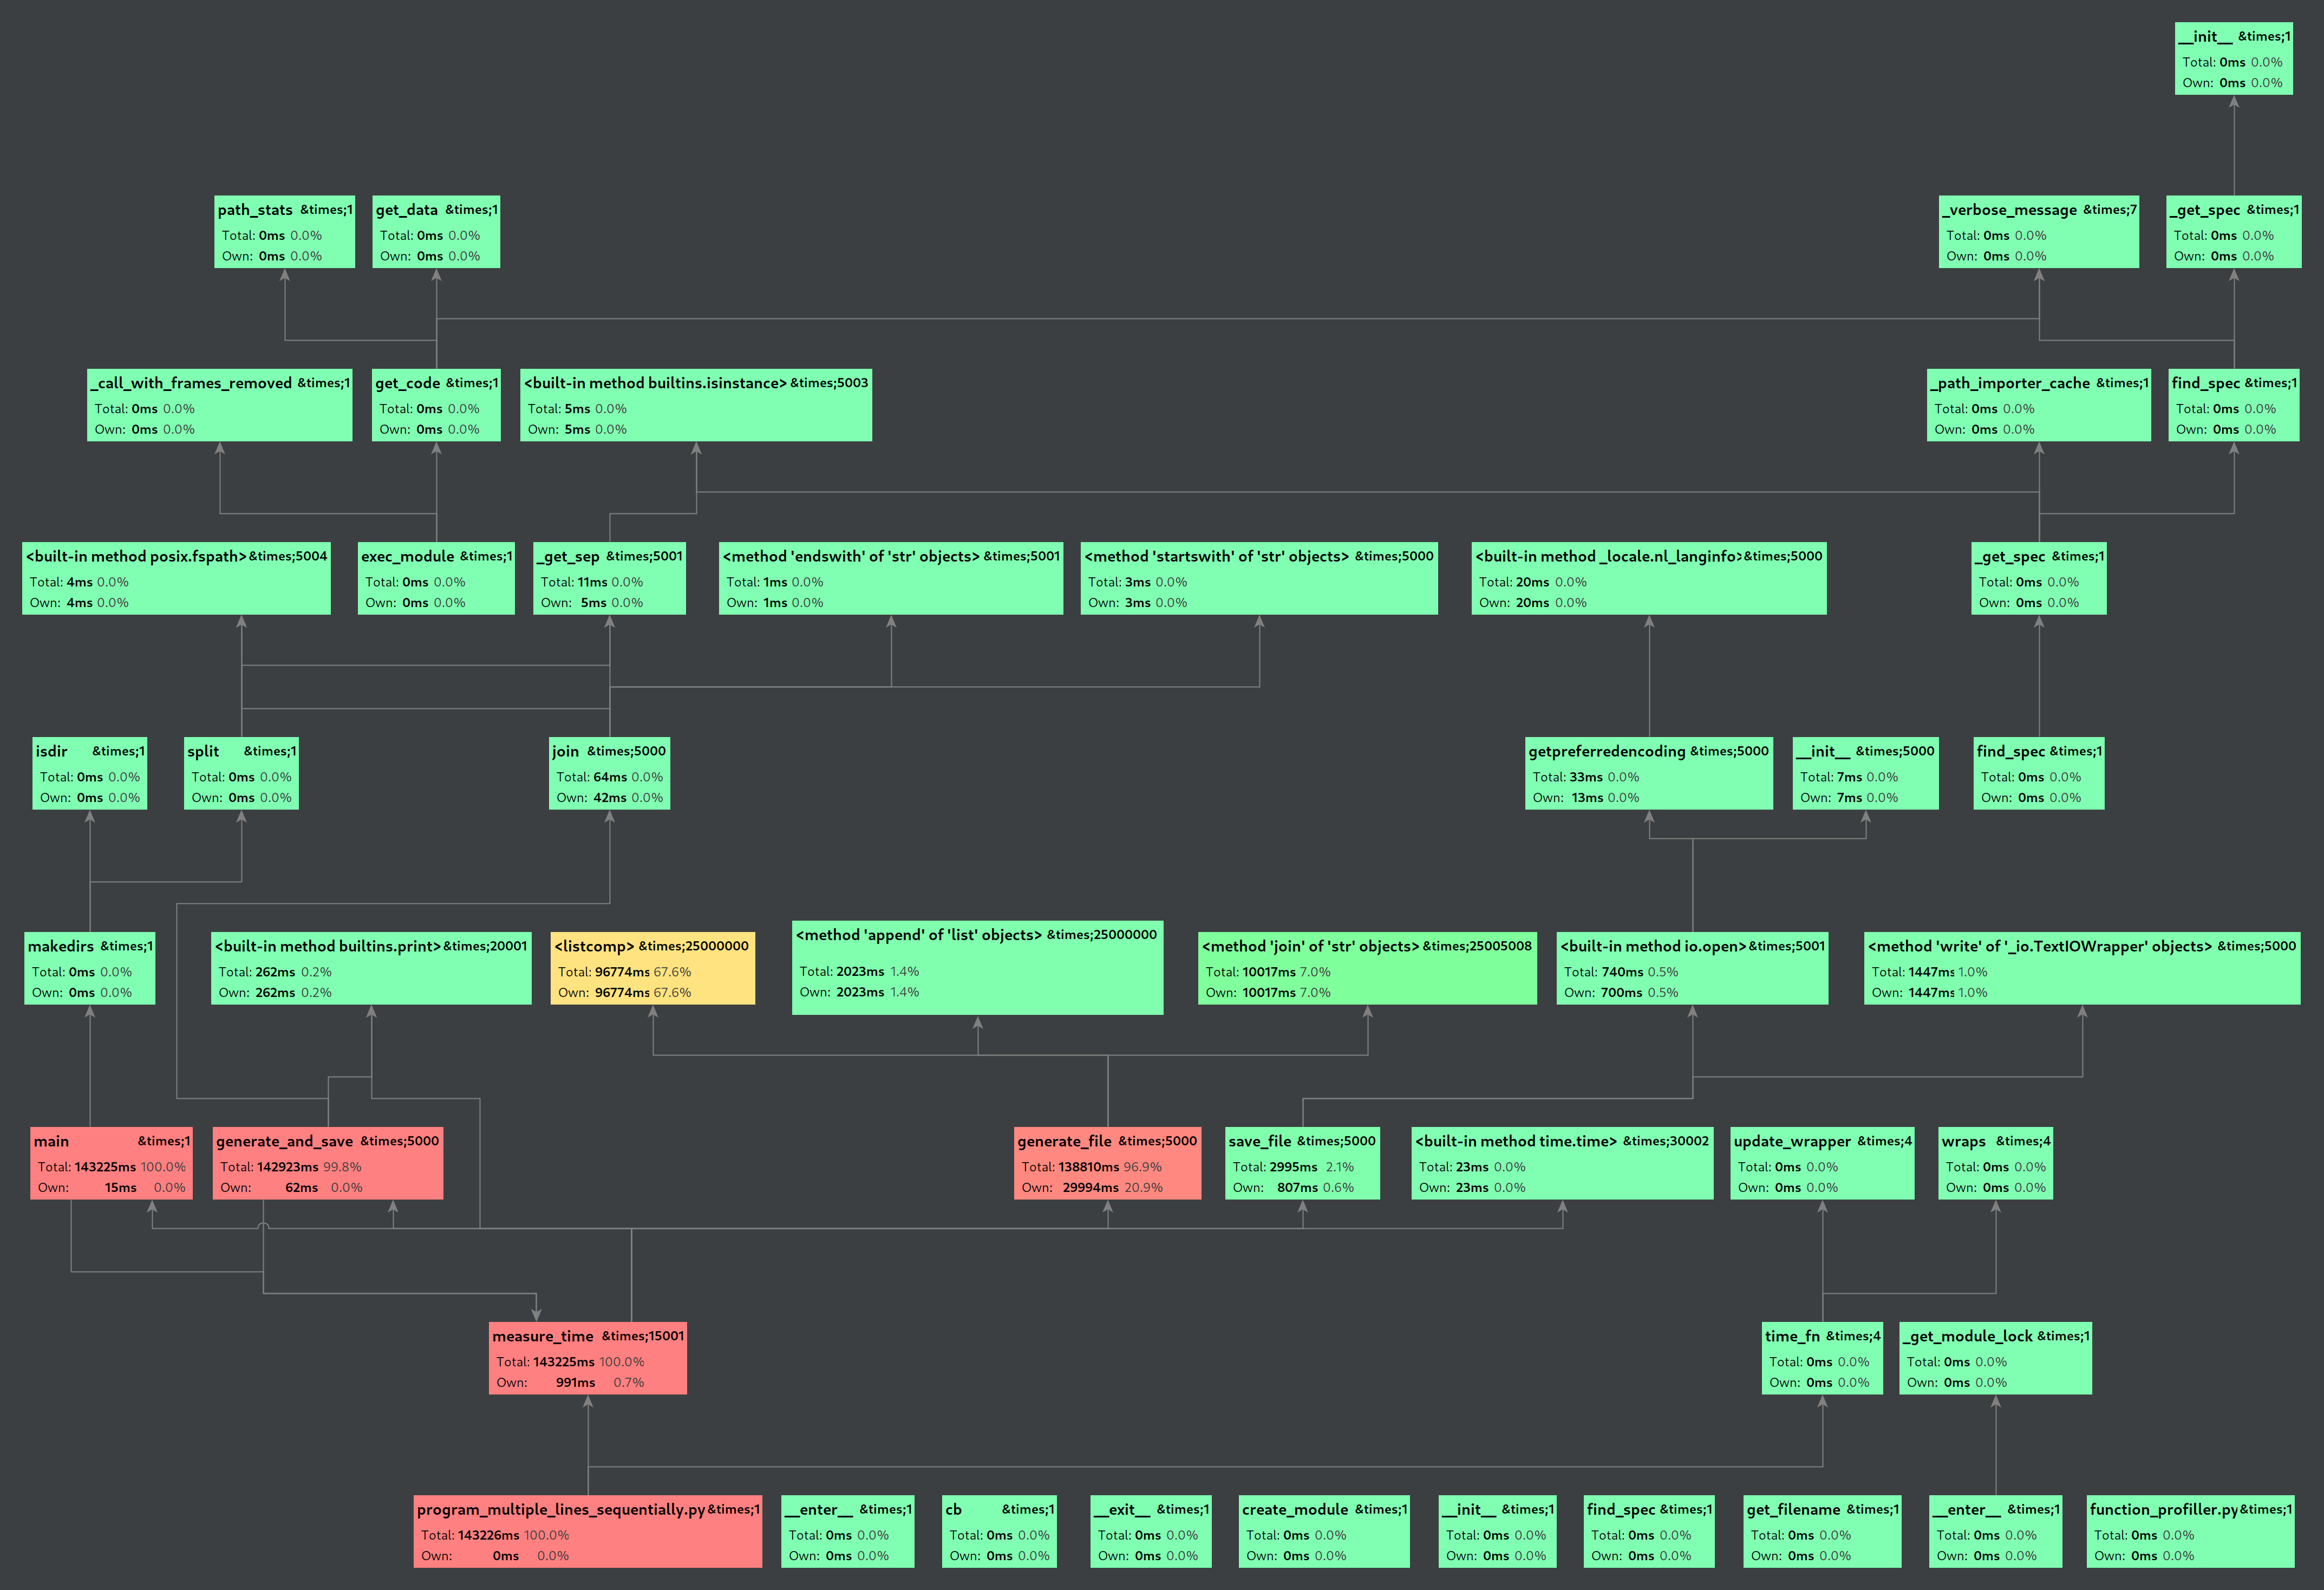 __init__ &times;1
Total: 0ms 0.0%
Own: 0ms 0.0%
path_stats &times;1
Total: 0ms 0.0%
Own: 0ms 0.0%
get_data &times;1
Total: 0ms 0.0%
Own: 0ms 0.0%
_verbose_message &times;7
Total: 0ms 0.0%
Own: 0ms 0.0%
_get_spec &times;1
Total: 0ms 0.0%
Own: 0ms 0.0%
_call_with_frames_removed &times;1
Total: 0ms 0.0%
Own: 0ms 0.0%
get_code &times;1
Total: 0ms 0.0%
Own: 0ms 0.0%
<built-in method builtins.isinstance> &times;5003
Total: 5ms 0.0%
Own: 5ms 0.0%
_path_importer_cache &times;1
Total: 0ms 0.0%
Own: 0ms 0.0%
find_spec &times;1
Total: 0ms 0.0%
Own: 0ms 0.0%
<built-in method posix.fspath> &times;5004
Total: 4ms 0.0%
Own: 4ms 0.0%
exec_module &times;1
Total: 0ms 0.0%
Own: 0ms 0.0%
_get_sep &times;5001
Total: 11ms 0.0%
Own: 5ms 0.0%
<method 'endswith' of 'str' objects> &times;5001
Total: 1ms 0.0%
Own: 1ms 0.0%
<method 'startswith' of 'str' objects> &times;5000
Total: 3ms 0.0%
Own: 3ms 0.0%
<built-in method _locale.nl_langinfo> &times;5000
Total: 20ms 0.0%
Own: 20ms 0.0%
_get_spec &times;1
Total: 0ms 0.0%
Own: 0ms 0.0%
isdir &times;1
Total: 0ms 0.0%
Own: 0ms 0.0%
split &times;1
Total: 0ms 0.0%
Own: 0ms 0.0%
join &times;5000
Total: 64ms 0.0%
Own: 42ms 0.0%
getpreferredencoding &times;5000
Total: 33ms 0.0%
Own: 13ms 0.0%
__init__ &times;5000
Total: 7ms 0.0%
Own: 7ms 0.0%
find_spec &times;1
Total: 0ms 0.0%
Own: 0ms 0.0%
makedirs &times;1
Total: 0ms 0.0%
Own: 0ms 0.0%
<built-in method builtins.print> &times;20001
Total: 262ms 0.2%
Own: 262ms 0.2%
<listcomp> &times;25000000
Total: 96774ms 67.6%
Own: 96774ms 67.6%
<method 'append' of 'list' objects> &times;25000000
Total: 2023ms 1.4%
Own: 2023ms 1.4%
<method 'join' of 'str' objects> &times;25005008
Total: 10017ms 7.0%
Own: 10017ms 7.0%
<built-in method io.open> &times;5001
Total: 740ms 0.5%
Own: 700ms 0.5%
<method 'write' of '_io.TextIOWrapper' objects> &times;5000
Total: 1447ms 1.0%
Own: 1447ms 1.0%
main &times;1
Total: 143225ms 100.0%
Own: 15ms 0.0%
generate_and_save &times;5000
Total: 142923ms 99.8%
Own: 62ms 0.0%
generate_file &times;5000
Total: 138810ms 96.9%
Own: 29994ms 20.9%
save_file &times;5000
Total: 2995ms 2.1%
Own: 807ms 0.6%
<built-in method time.time> &times;30002
Total: 23ms 0.0%
Own: 23ms 0.0%
update_wrapper &times;4
Total: 0ms 0.0%
Own: 0ms 0.0%
wraps &times;4
Total: 0ms 0.0%
Own: 0ms 0.0%
measure_time &times;15001
Total: 143225ms 100.0%
Own: 991ms 0.7%
time_fn &times;4
Total: 0ms 0.0%
Own: 0ms 0.0%
_get_module_lock &times;1
Total: 0ms 0.0%
Own: 0ms 0.0%
program_multiple_lines_sequentially.py &times;1
Total: 143226ms 100.0%
Own: 0ms 0.0%
__enter__ &times;1
Total: 0ms 0.0%
Own: 0ms 0.0%
cb &times;1
Total: 0ms 0.0%
Own: 0ms 0.0%
__exit__ &times;1
Total: 0ms 0.0%
Own: 0ms 0.0%
create_module &times;1
Total: 0ms 0.0%
Own: 0ms 0.0%
__init__ &times;1
Total: 0ms 0.0%
Own: 0ms 0.0%
find_spec &times;1
Total: 0ms 0.0%
Own: 0ms 0.0%
get_filename &times;1
Total: 0ms 0.0%
Own: 0ms 0.0%
__enter__ &times;1
Total: 0ms 0.0%
Own: 0ms 0.0%
function_profiller.py &times;1
Total: 0ms 0.0%
Own: 0ms 0.0%